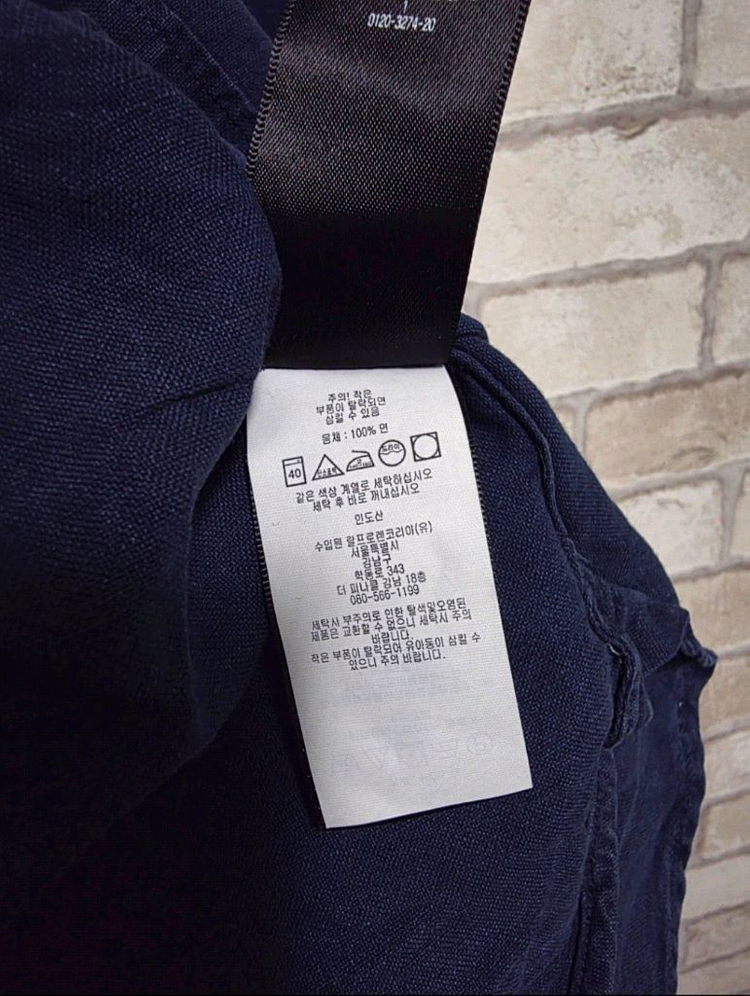 1
0120-3274-20
주의! 작은
부품이 탈락되면
삼킬 수 있음
몸체 : 100% 면
40
드라이
같은 색상 계열로 세탁하십시오
세탁 후 바로 꺼내십시오
인도산
수입원 랄프로렌코리아(유)
서울특별시
강남구
학동로 343
더 피나클 강남 18층
080-566-1199
세탁시 부주의로 인한 탈색및오염된
제품은 교환할 수 없으니 세탁시 주의
바랍니다.
작은 부품이 탈락되어 유아동이 삼킬 수
있으니 주의 바랍니다.